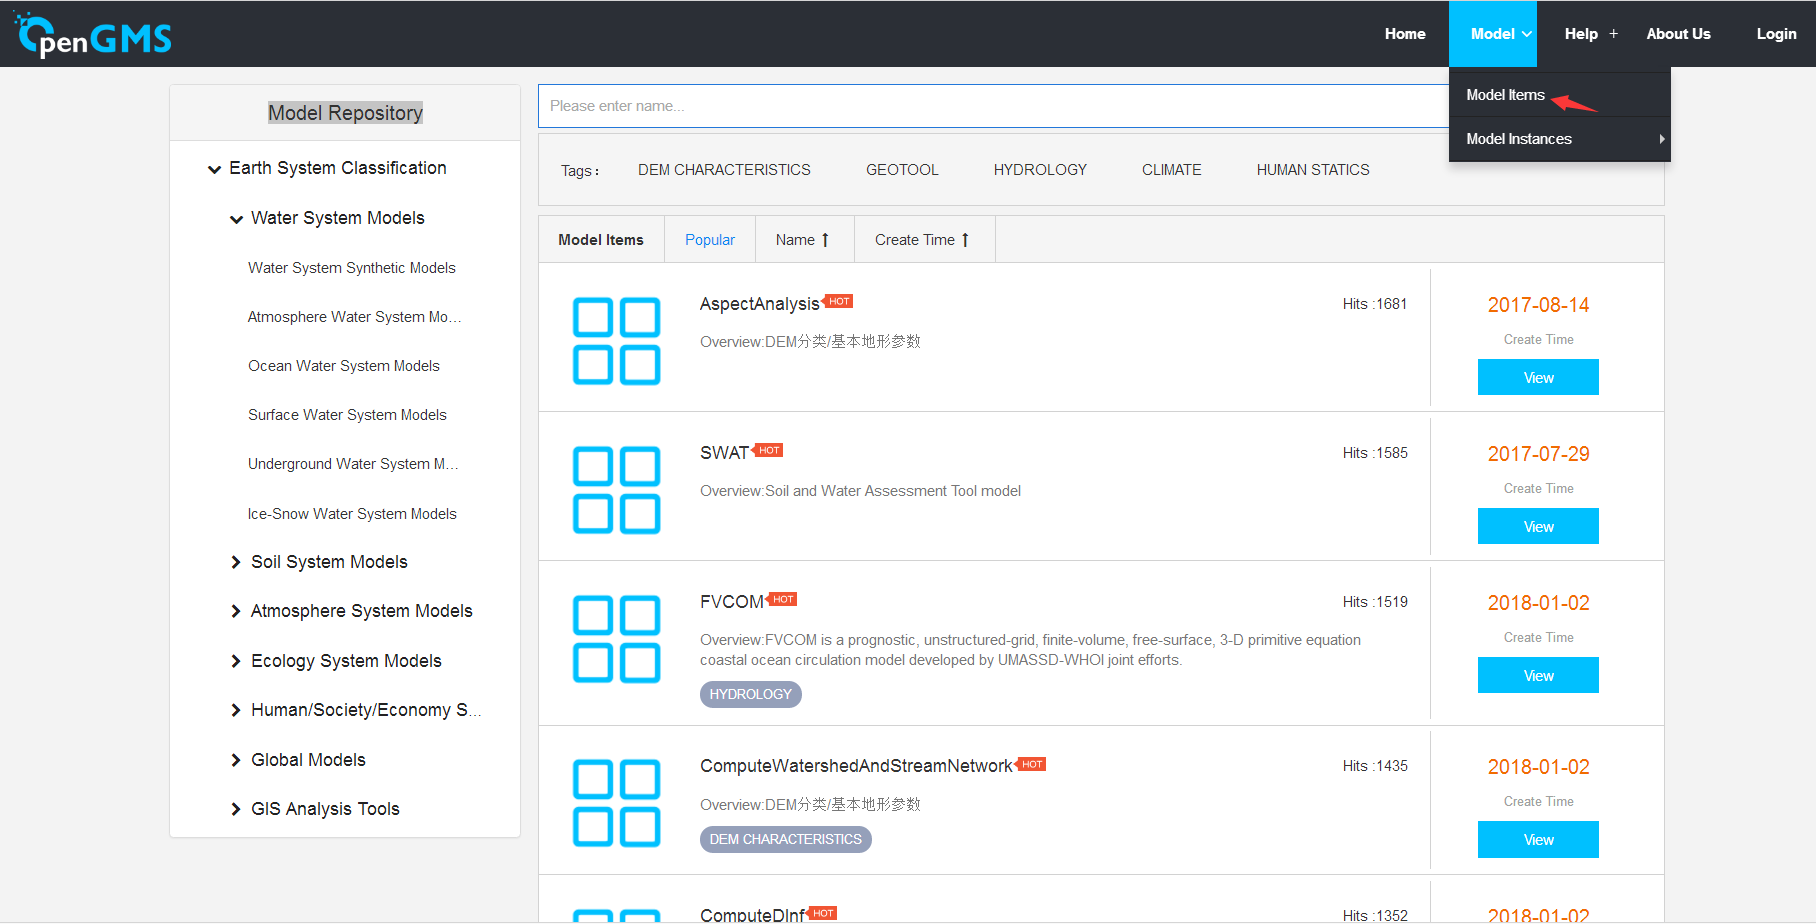 OpenGMS
Home
Model
Help +
About Us
Login
Model Items
Model Instances
Model Repository
Earth System Classification
Water System Models
Water System Synthetic Models
Atmosphere Water System Mo...
Ocean Water System Models
Surface Water System Models
Underground Water System M...
Ice-Snow Water System Models
Soil System Models
Atmosphere System Models
Ecology System Models
Human/Society/Economy S...
Global Models
GIS Analysis Tools
Please enter name...
Tags : DEM CHARACTERISTICS GEOTOOL HYDROLOGY CLIMATE HUMAN STATICS
Model Items Popular Name ↑ Create Time ↑
AspectAnalysis HOT
Hits :1681
Overview:DEM分类/基本地形参数
2017-08-14
Create Time
View
SWAT HOT
Hits :1585
Overview:Soil and Water Assessment Tool model
2017-07-29
Create Time
View
FVCOM HOT
Hits :1519
Overview:FVCOM is a prognostic, unstructured-grid, finite-volume, free-surface, 3-D primitive equation
coastal ocean circulation model developed by UMASSD-WHOI joint efforts.
HYDROLOGY
2018-01-02
Create Time
View
ComputeWatershedAndStreamNetwork HOT
Hits :1435
Overview:DEM分类/基本地形参数
DEM CHARACTERISTICS
2018-01-02
Create Time
View
ComputeDInf HOT
Hits :1352
2018-01-02